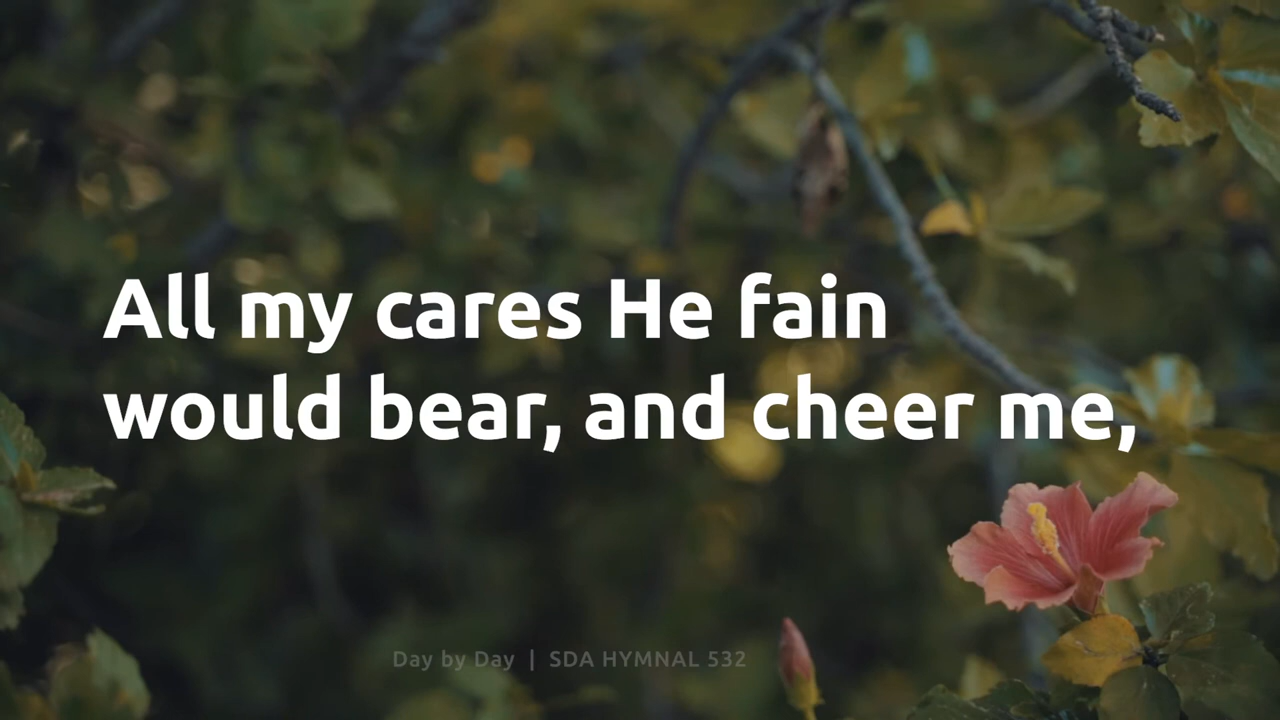 All my cares He fain
would bear, and cheer me,
Day by Day | SDA HYMNAL 532